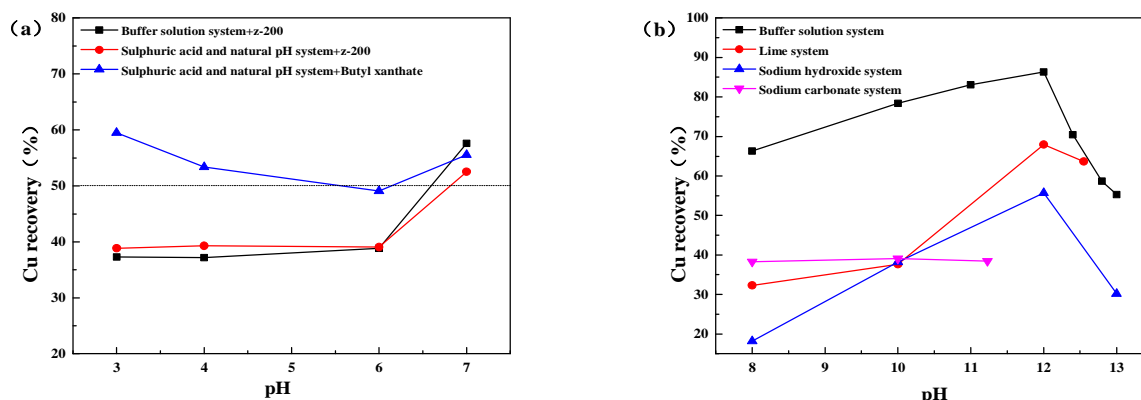 (a)
Buffer solution system+z-200
Sulphuric acid and natural pH system+z-200
Sulphuric acid and natural pH system+Butyl xanthate
Cu recovery（%）
80
70
60
50
40
30
20
3 4 5 6 7
pH
(b)
Buffer solution system
Lime system
Sodium hydroxide system
Sodium carbonate system
Cu recovery（%）
100
90
80
70
60
50
40
30
20
8 9 10 11 12 13
pH